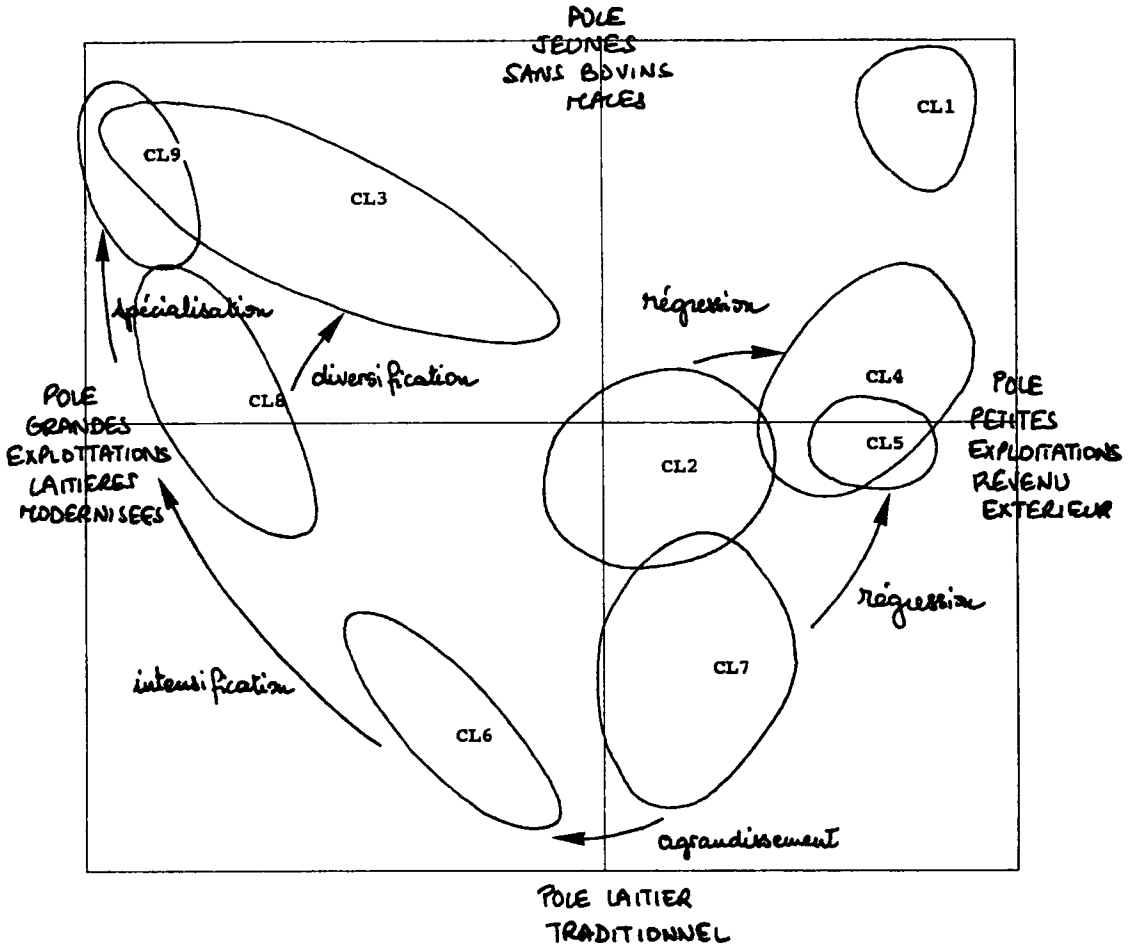 POLE
JEUNES
SANS BOVINS
MALES
CL1
CL9
CL3
spécialisation
régression
diversification
CL4
CL8
POLE
GRANDES
EXPLOTTATIONS
LAITIERES
MODERNISEES
POLE
PETITES
EXPLOITATIONS
REVENU
EXTERIEUR
CL5
CL2
régression
intensification
CL7
CL6
agrandissement
POLE LAITIER
TRADITIONNEL